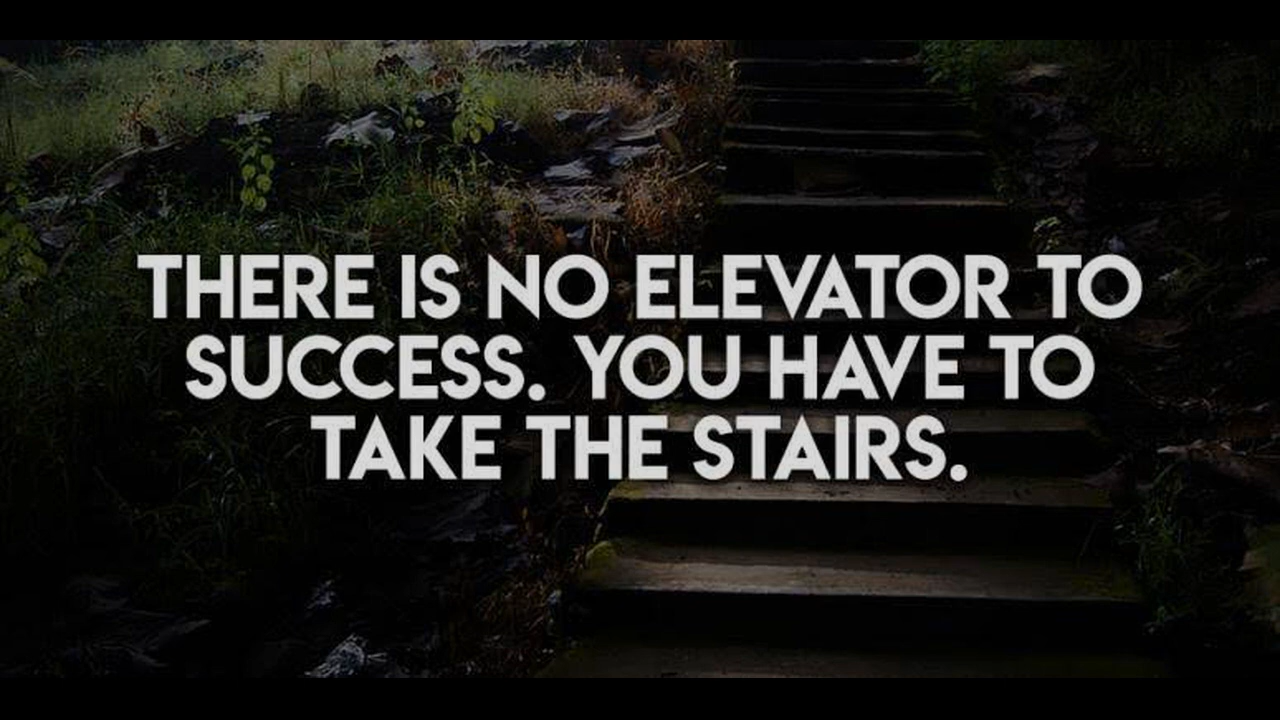 THERE IS NO ELEVATOR TO
SUCCESS. YOU HAVE TO
TAKE THE STAIRS.